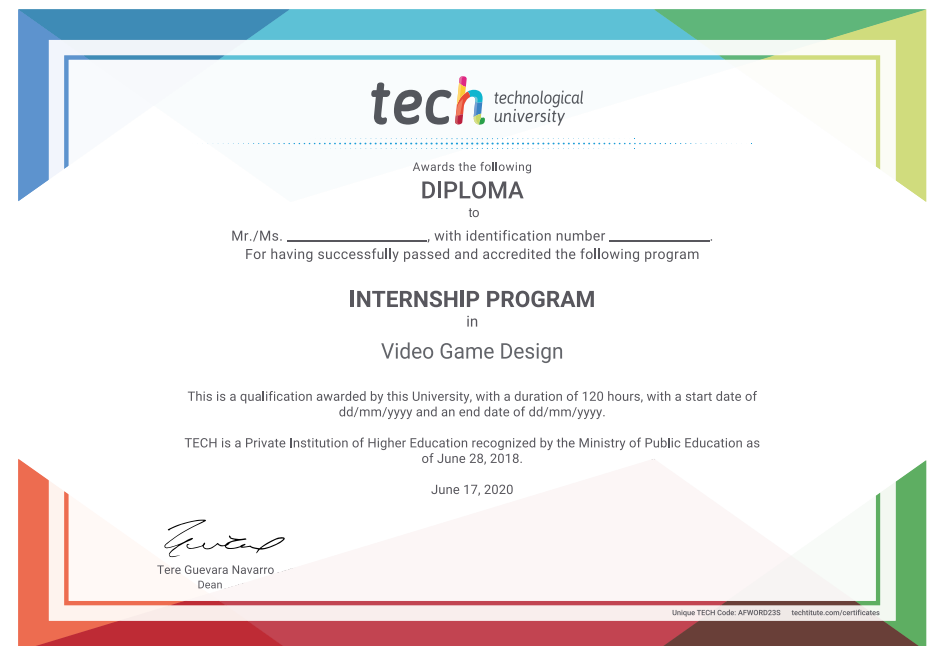 tech technological
university
Awards the following
DIPLOMA
to
Mr./Ms. ____________________, with identification number ______________.
For having successfully passed and accredited the following program
INTERNSHIP PROGRAM
in
Video Game Design
This is a qualification awarded by this University, with a duration of 120 hours, with a start date of
dd/mm/yyyy and an end date of dd/mm/yyyy.
TECH is a Private Institution of Higher Education recognized by the Ministry of Public Education as
of June 28, 2018.
June 17, 2020
Tere Guevara Navarro
Dean
Unique TECH Code: AFWORD23S techtitute.com/certificates